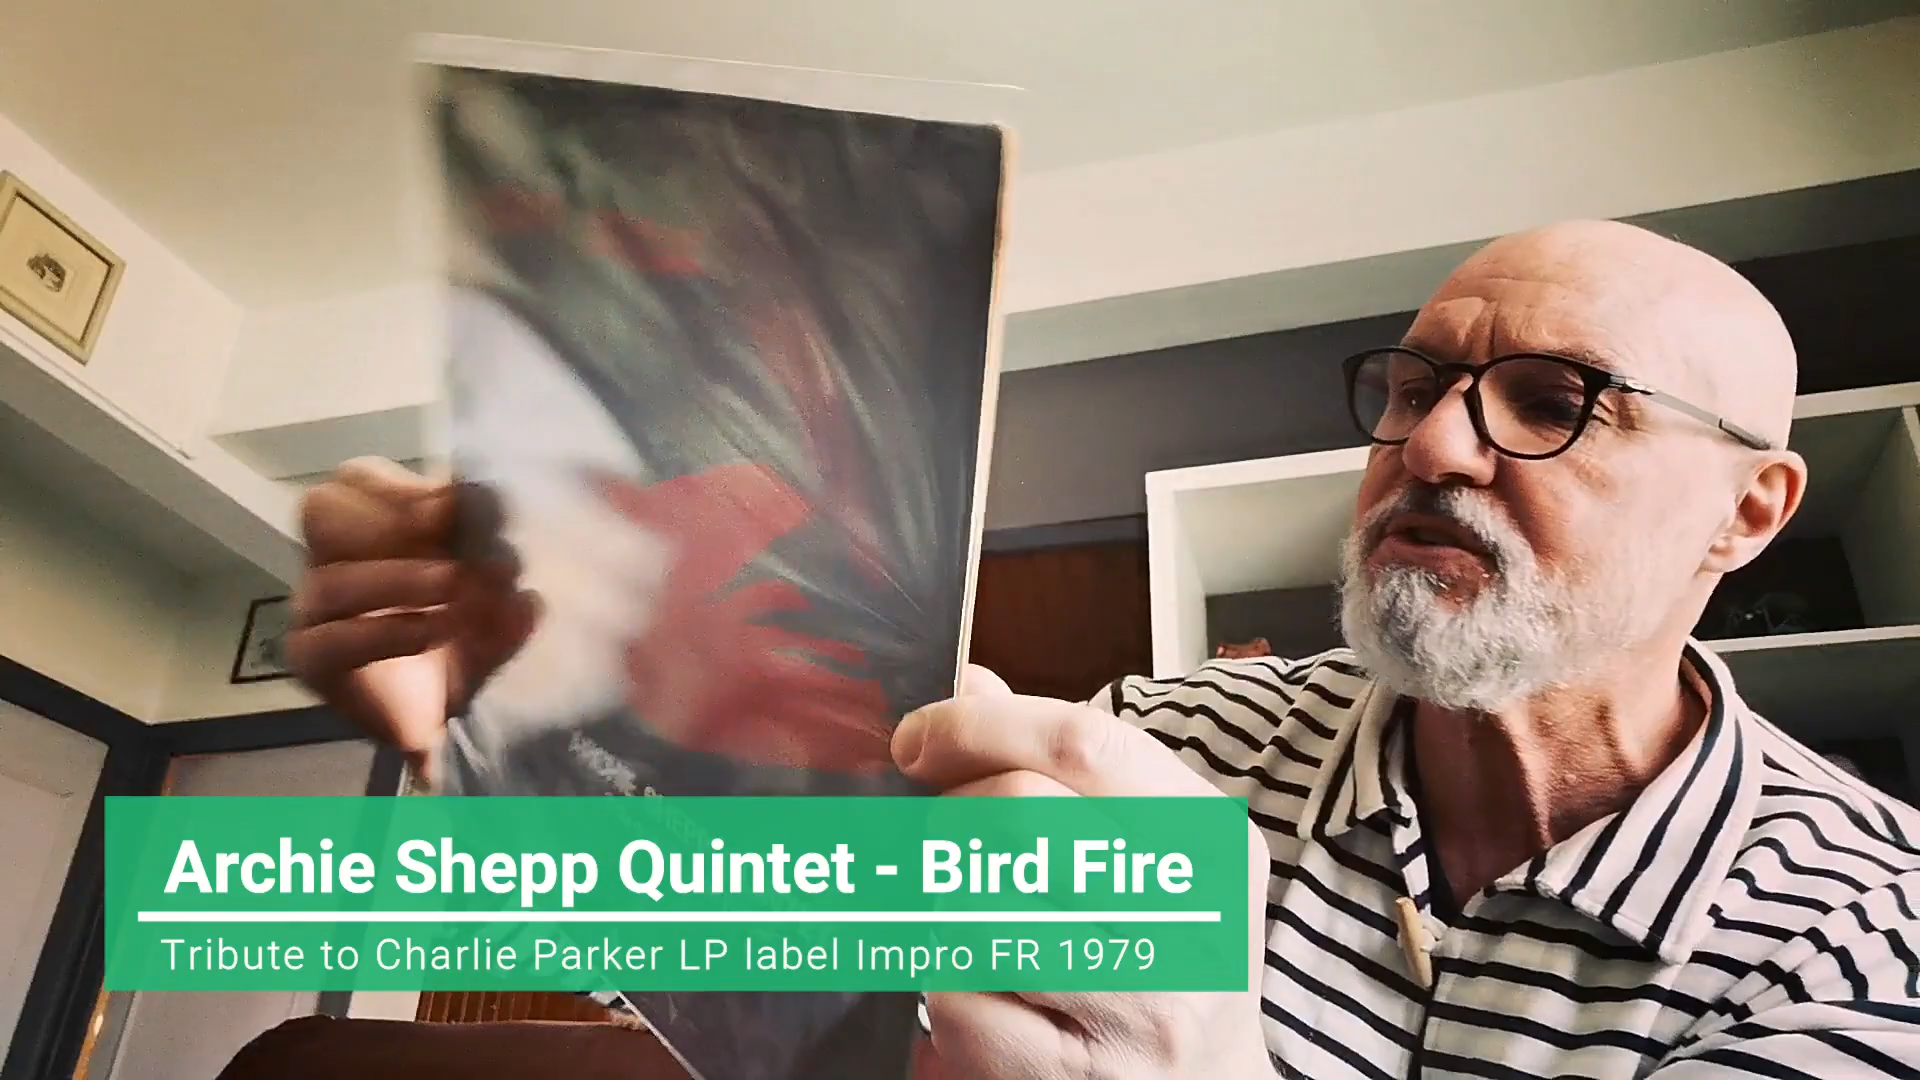 Archie Shepp Quintet - Bird Fire
Tribute to Charlie Parker LP label Impro FR 1979